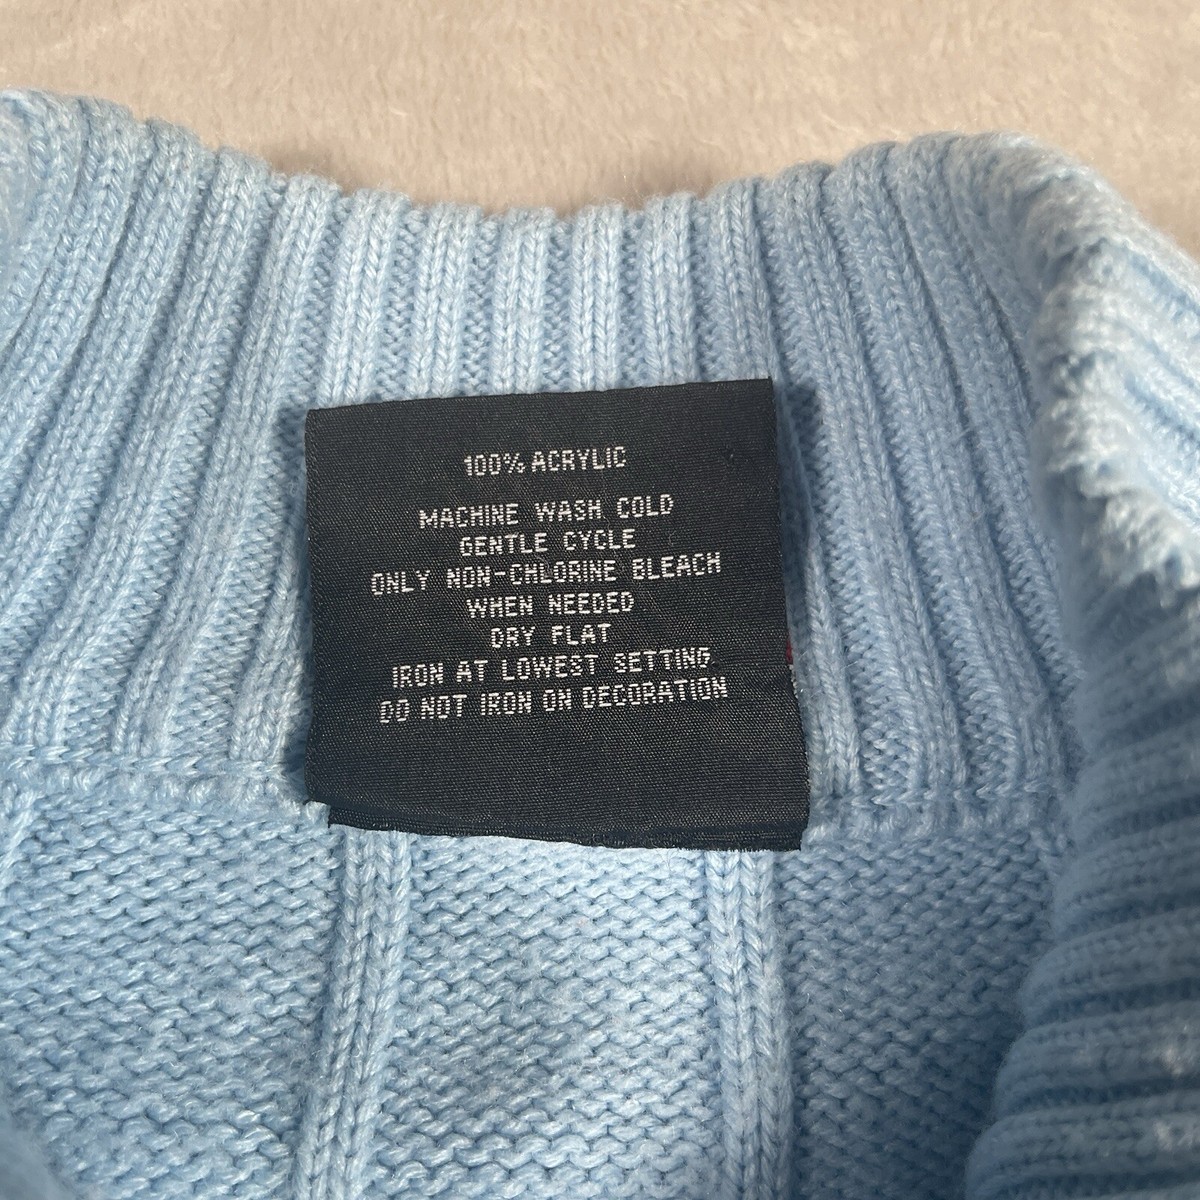 100% ACRYLIC
MACHINE WASH COLD
GENTLE CYCLE
ONLY NON-CHLORINE BLEACH
WHEN NEEDED
DRY FLAT
IRON AT LOWEST SETTING
DO NOT IRON ON DECORATION